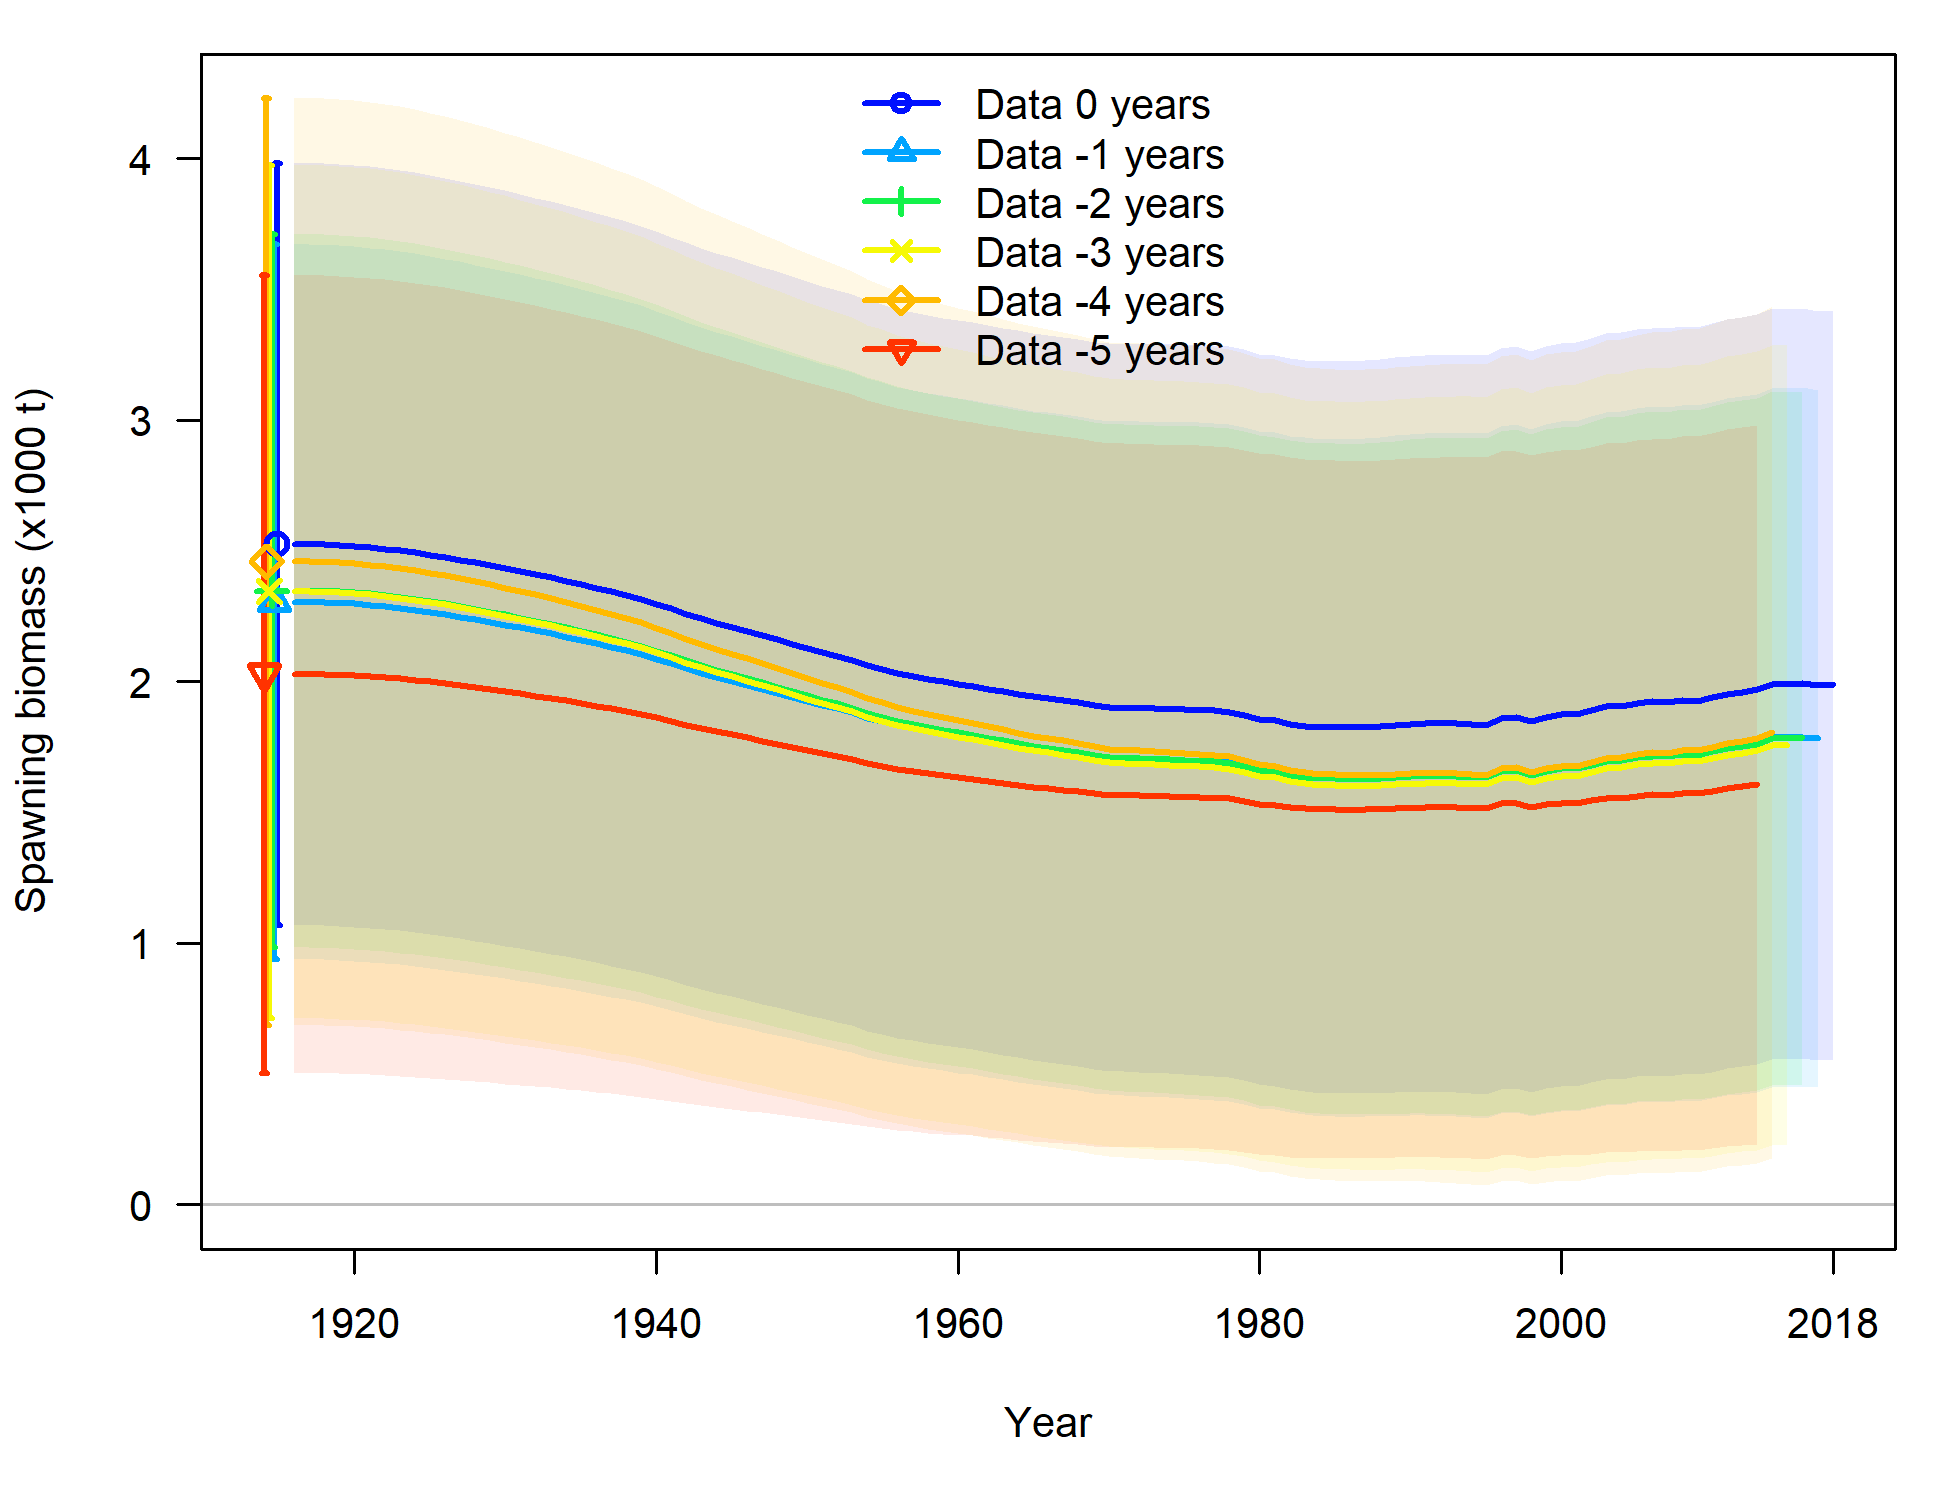 Data 0 years
Data -1 years
Data -2 years
Data -3 years
Data -4 years
Data -5 years
Spawning biomass (x1000 t)
4
3
2
1
0
1920 1940 1960 1980 2000 2018
Year